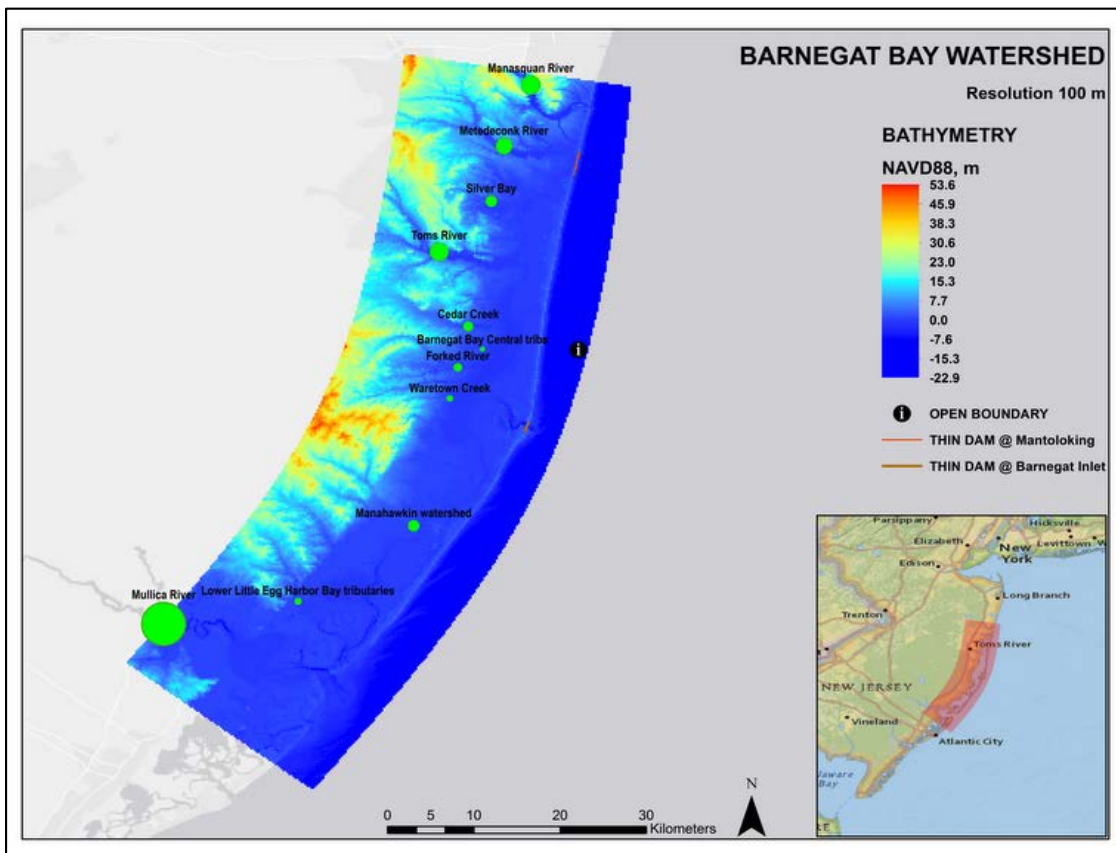 BARNEGAT BAY WATERSHED
Resolution 100 m
Manasquan River
Metedeconk River
Silver Bay
Toms River
Cedar Creek
Barnegat Bay Central tribs
Forked River
Waretown Creek
Manahawkin watershed
Lower Little Egg Harbor Bay tributaries
Mullica River
i
BATHYMETRY
NAVD88, m
53.6
45.9
38.3
30.6
23.0
15.3
7.7
0.0
-7.6
-15.3
-22.9
i OPEN BOUNDARY
THIN DAM @ Mantoloking
THIN DAM @ Barnegat Inlet
Parsippany
Hicksville
Elizabeth
New
York
Levittown
W
Edison
Long Branch
Trenton
Toms River
NEW JERSEY
Vineland
Atlantic City
Bay
0 5 10 20 30
Kilometers
N